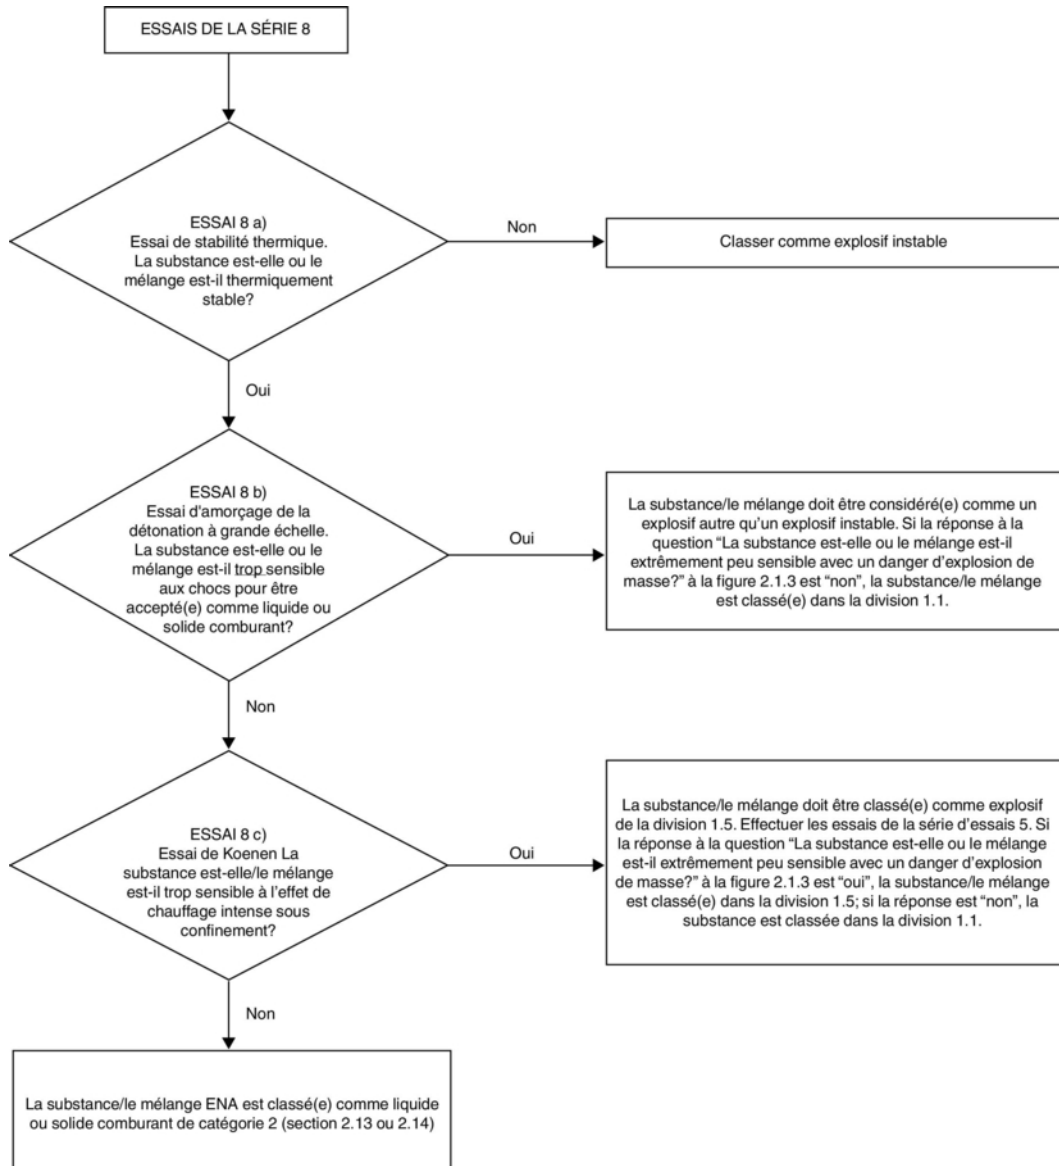 ESSAIS DE LA SÉRIE 8
ESSAI 8 a)
Essai de stabilité thermique.
La substance est-elle ou le
mélange est-il thermiquement
stable?
Non
Classer comme explosif instable
Oui
ESSAI 8 b)
Essai d'amorçage de la
détonation à grande échelle.
La substance est-elle ou le
mélange est-il trop sensible
aux chocs pour être
accepté(e) comme liquide ou
solide comburant?
Oui
La substance/le mélange doit être considéré(e) comme un
explosif autre qu'un explosif instable. Si la réponse à la
question “La substance est-elle ou le mélange est-il
extrêmement peu sensible avec un danger d'explosion de
masse?” à la figure 2.1.3 est “non”, la substance/le mélange
est classé(e) dans la division 1.1.
Non
ESSAI 8 c)
Essai de Koenen La
substance est-elle/le mélange
est-il trop sensible à l'effet de
chauffage intense sous
confinement?
Oui
La substance/le mélange doit être classé(e) comme explosif
de la division 1.5. Effectuer les essais de la série d'essais 5. Si
la réponse à la question “La substance est-elle ou le mélange
est-il extrêmement peu sensible avec un danger d'explosion
de masse?” à la figure 2.1.3 est “oui”, la substance/le mélange
est classé(e) dans la division 1.5; si la réponse est “non”, la
substance est classée dans la division 1.1.
Non
La substance/le mélange ENA est classé(e) comme liquide
ou solide comburant de catégorie 2 (section 2.13 ou 2.14)